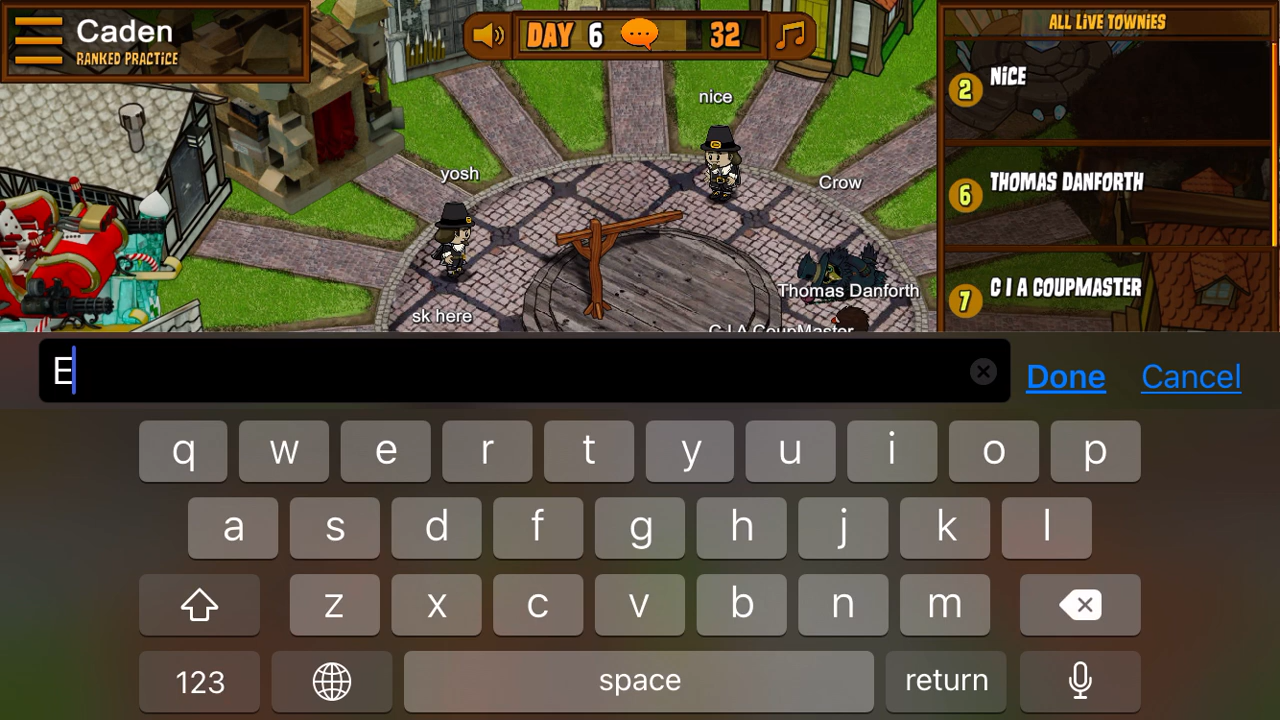 Caden
RANKED PRACTICE
DAY 6
32
ALL LIVE TOWNIES
2 NICE
6 THOMAS DANFORTH
7 C I A COUPMASTER
nice
yosh
Crow
Thomas Danforth
sk here
C I A CoupMaster
E
Done
Cancel
q w e r t y u i o p
a s d f g h j k l
z x c v b n m
123
space
return